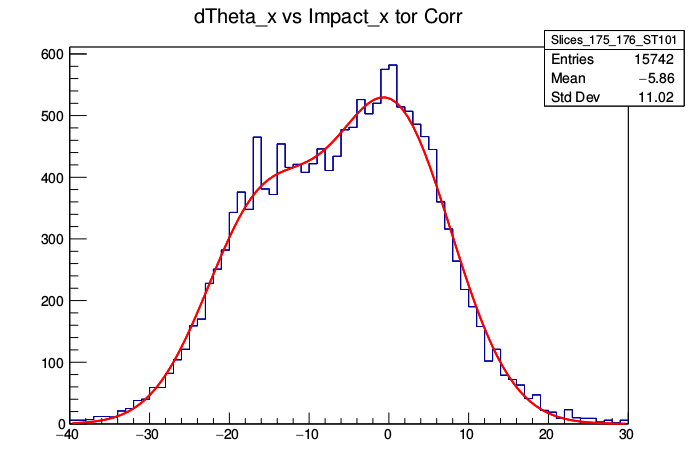 dTheta_x vs Impact_x tor Corr
Slices_175_176_ST101
Entries 15742
Mean −5.86
Std Dev 11.02
600
500
400
300
200
100
0
−40 −30 −20 −10 0 10 20 30